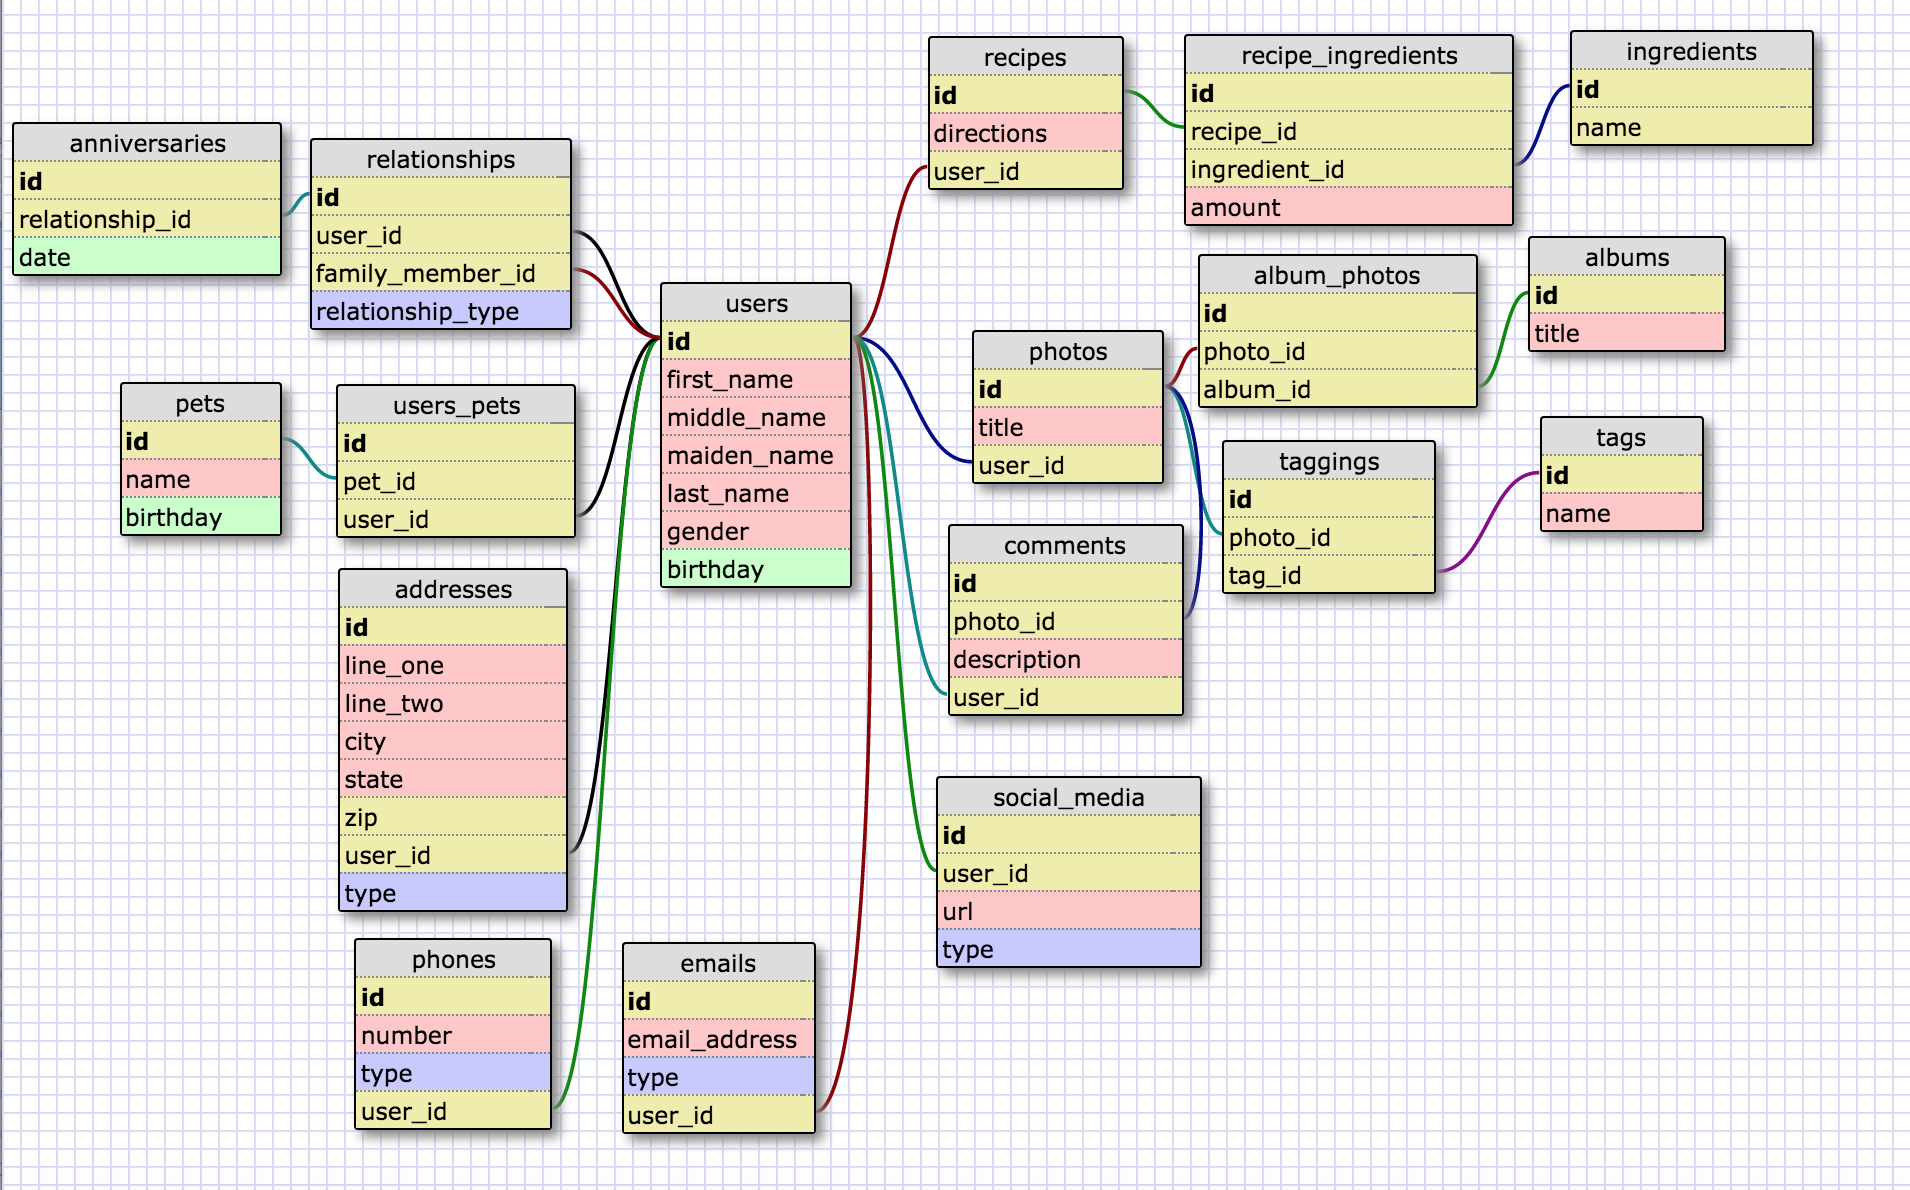 anniversaries
id
relationship_id
date
relationships
id
user_id
family_member_id
relationship_type
pets
id
name
birthday
users_pets
id
pet_id
user_id
addresses
id
line_one
line_two
city
state
zip
user_id
type
phones
id
number
type
user_id
emails
id
email_address
type
user_id
users
id
first_name
middle_name
maiden_name
last_name
gender
birthday
recipes
id
directions
user_id
recipe_ingredients
id
recipe_id
ingredient_id
amount
ingredients
id
name
photos
id
title
user_id
album_photos
id
photo_id
album_id
albums
id
title
comments
id
photo_id
description
user_id
taggings
id
photo_id
tag_id
tags
id
name
social_media
id
user_id
url
type